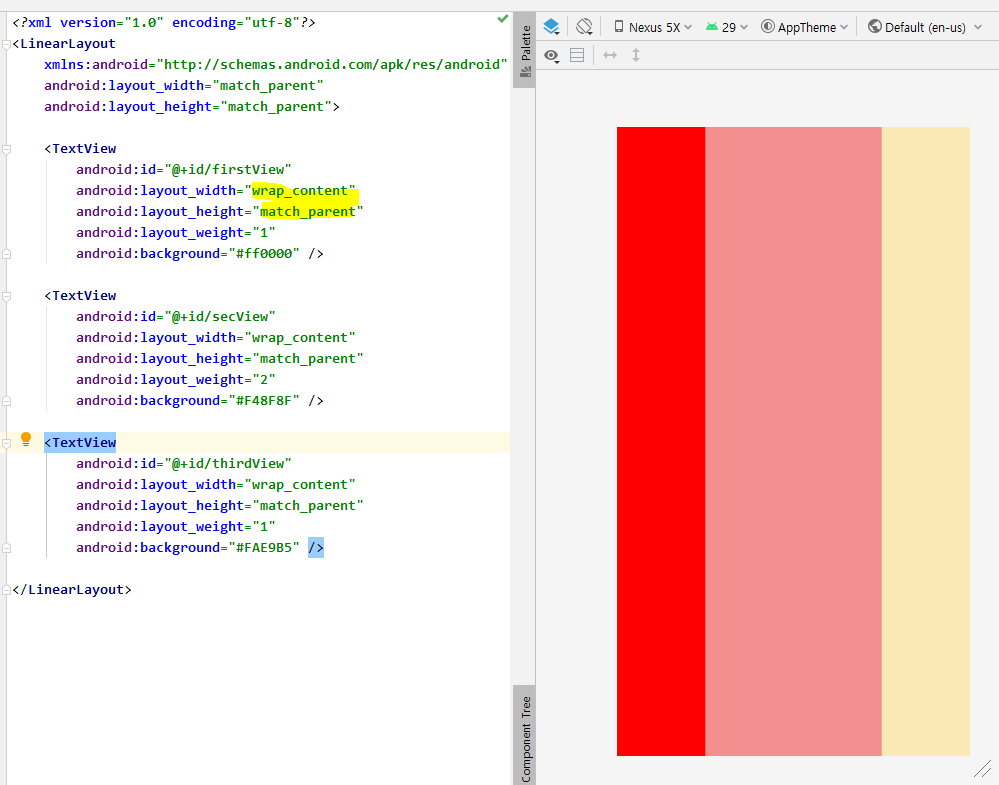 <?xml version="1.0" encoding="utf-8"?>
<LinearLayout
xmlns:android="http://schemas.android.com/apk/res/android"
android:layout_width="match_parent"
android:layout_height="match_parent">
<TextView
android:id="@+id/firstView"
android:layout_width="wrap_content"
android:layout_height="match_parent"
android:layout_weight="1"
android:background="#ff0000" />
<TextView
android:id="@+id/secView"
android:layout_width="wrap_content"
android:layout_height="match_parent"
android:layout_weight="2"
android:background="#F48F8F" />
<TextView
android:id="@+id/thirdView"
android:layout_width="wrap_content"
android:layout_height="match_parent"
android:layout_weight="1"
android:background="#FAE9B5" />
</LinearLayout>
Palette
Component Tree
Nexus 5X 29 AppTheme Default (en-us)